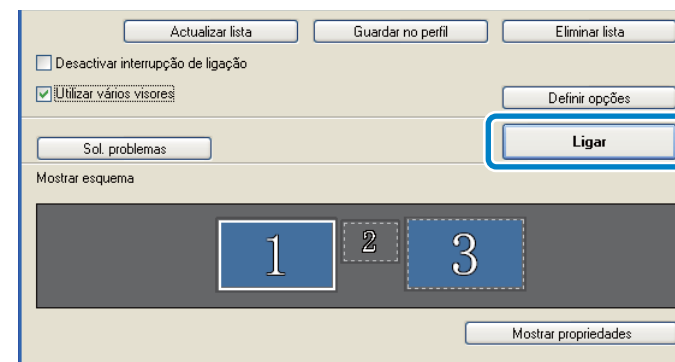 Actualizar lista Guardar no perfil Eliminar lista
Desactivar interrupção de ligação
Utilizar vários visores
Definir opções
Sol. problemas Ligar
Mostrar esquema
1 2 3
Mostrar propriedades